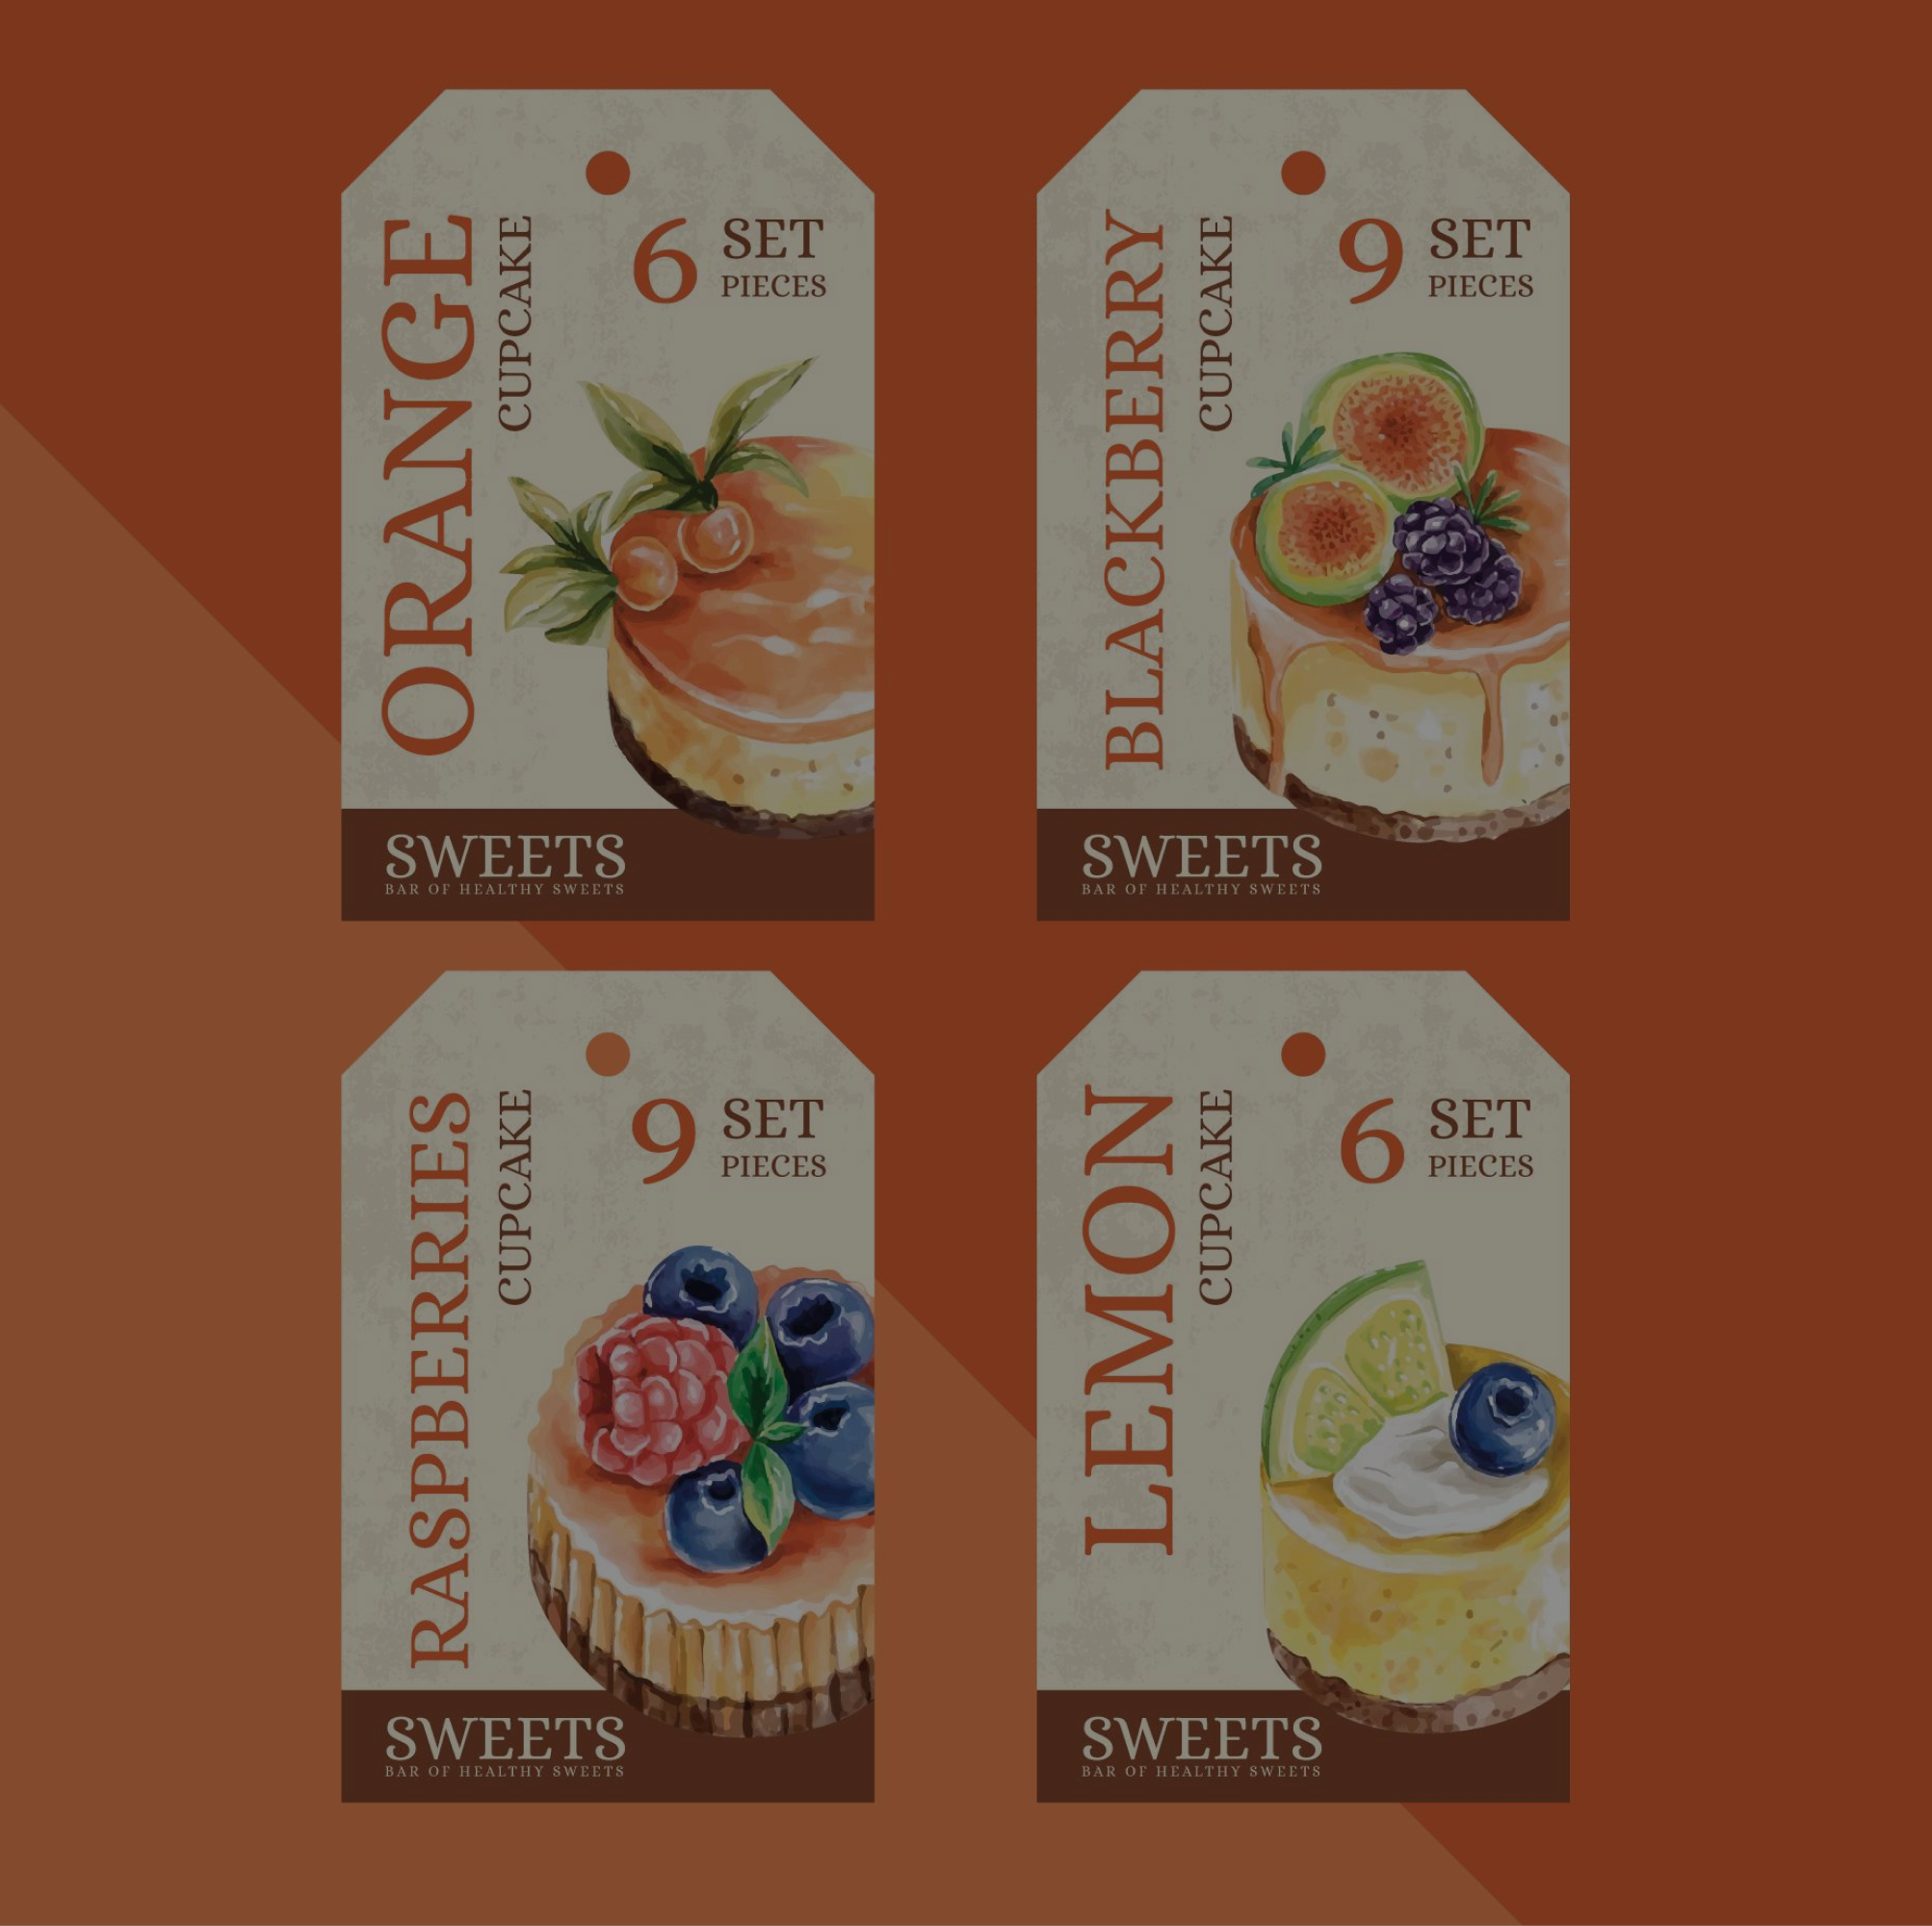 ORANGE
CUPCAKE
6
SET
PIECES
SWEETS
BAR OF HEALTHY SWEETS
BLACKBERRY
CUPCAKE
9
SET
PIECES
SWEETS
BAR OF HEALTHY SWEETS
RASPBERRIES
CUPCAKE
9
SET
PIECES
SWEETS
BAR OF HEALTHY SWEETS
LEMON
CUPCAKE
6
SET
PIECES
SWEETS
BAR OF HEALTHY SWEETS